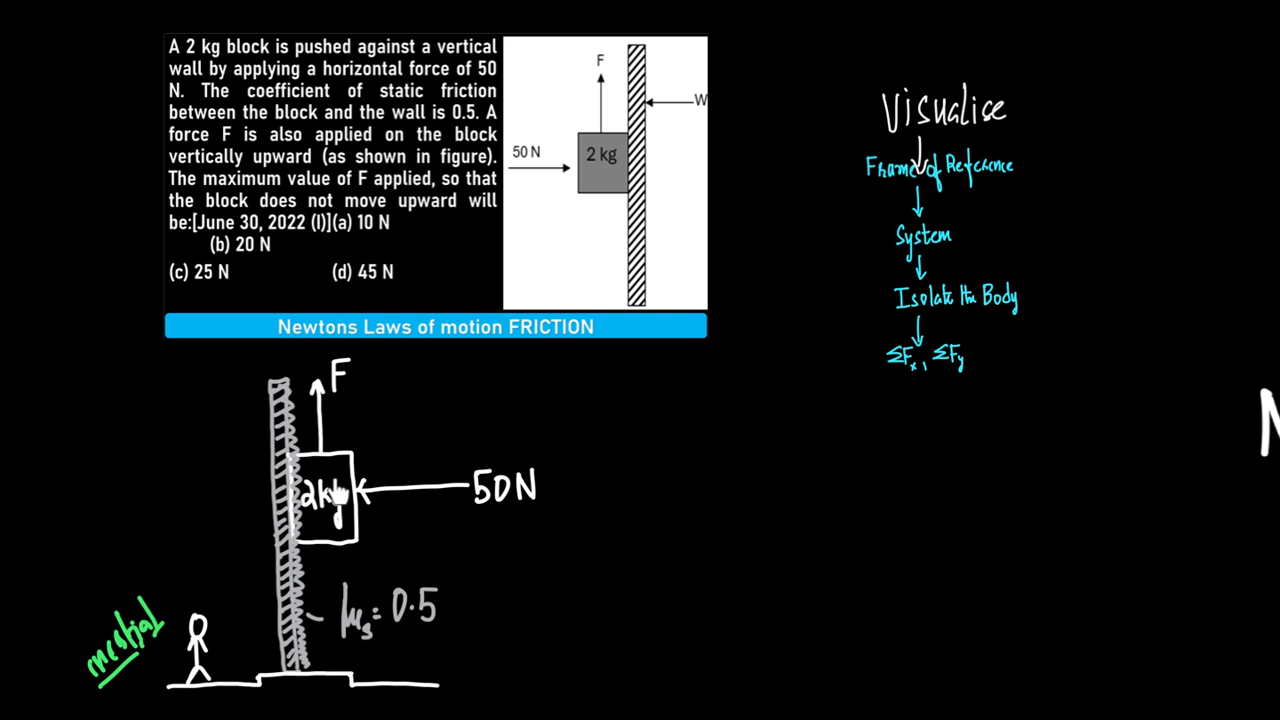 A 2 kg block is pushed against a vertical
wall by applying a horizontal force of 50
N. The coefficient of static friction
between the block and the wall is 0.5. A
force F is also applied on the block
vertically upward (as shown in figure).
The maximum value of F applied, so that
the block does not move upward will
be:[June 30, 2022 (I)](a) 10 N
(b) 20 N
(c) 25 N (d) 45 N
F
W
50 N
2 kg
Newtons Laws of motion FRICTION
Visualise
Frame of Reference
System
Isolate the Body
ΣFx, ΣFy
F
2kg
50N
μs = 0.5
inertial
N